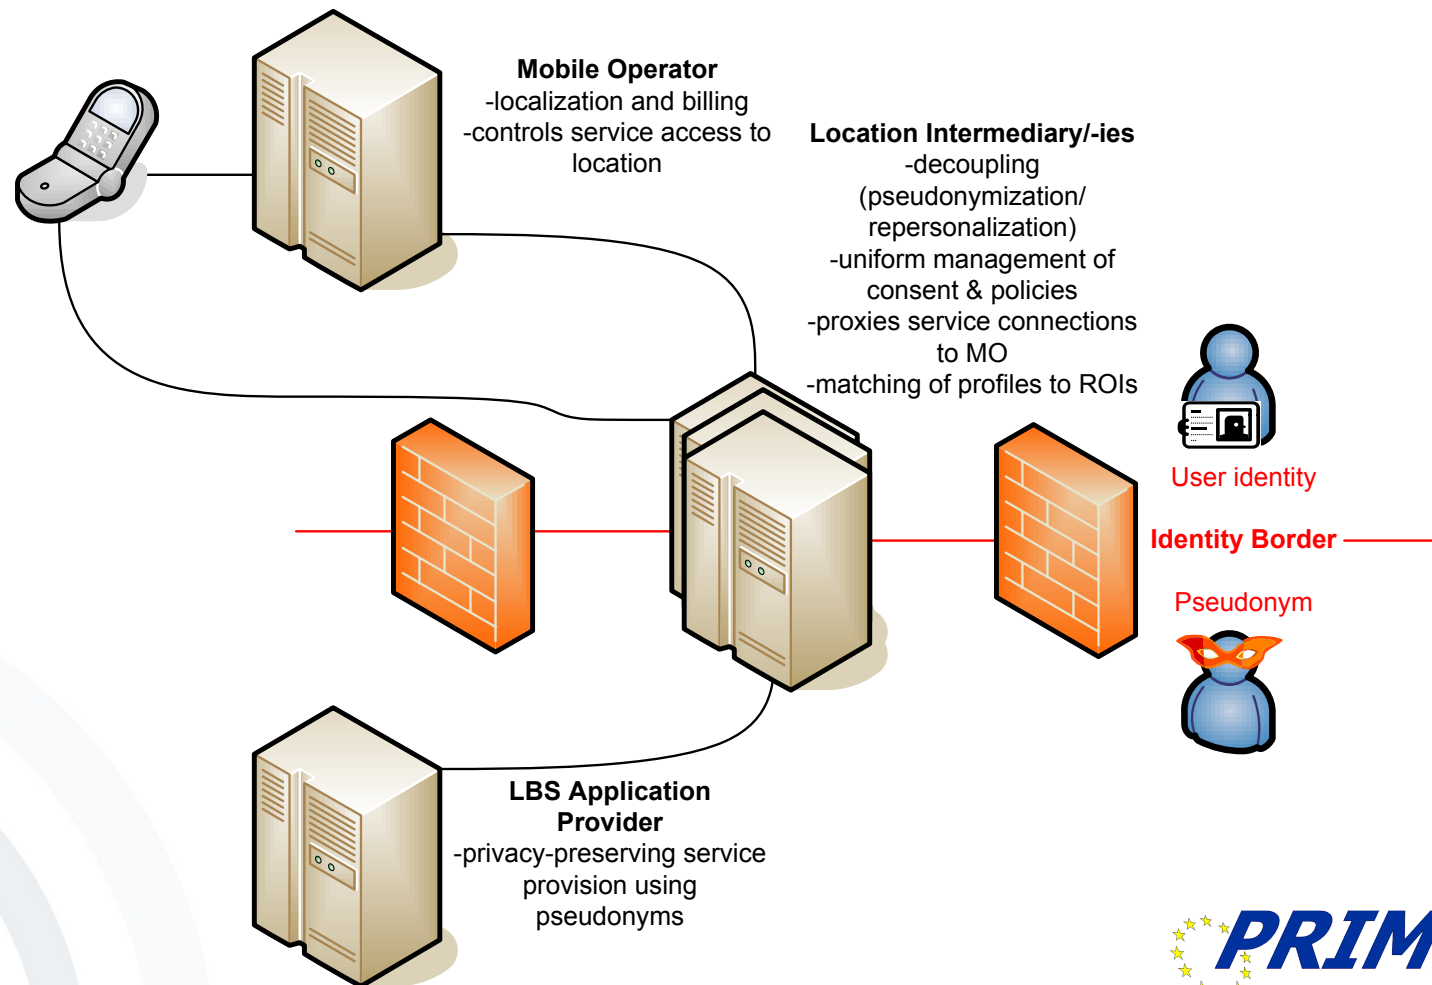 Mobile Operator
-localization and billing
-controls service access to
location
Location Intermediary/-ies
-decoupling
(pseudonymization/
repersonalization)
-uniform management of
consent & policies
-proxies service connections
to MO
-matching of profiles to ROIs
User identity
Identity Border
Pseudonym
LBS Application
Provider
-privacy-preserving service
provision using
pseudonyms
PRIM